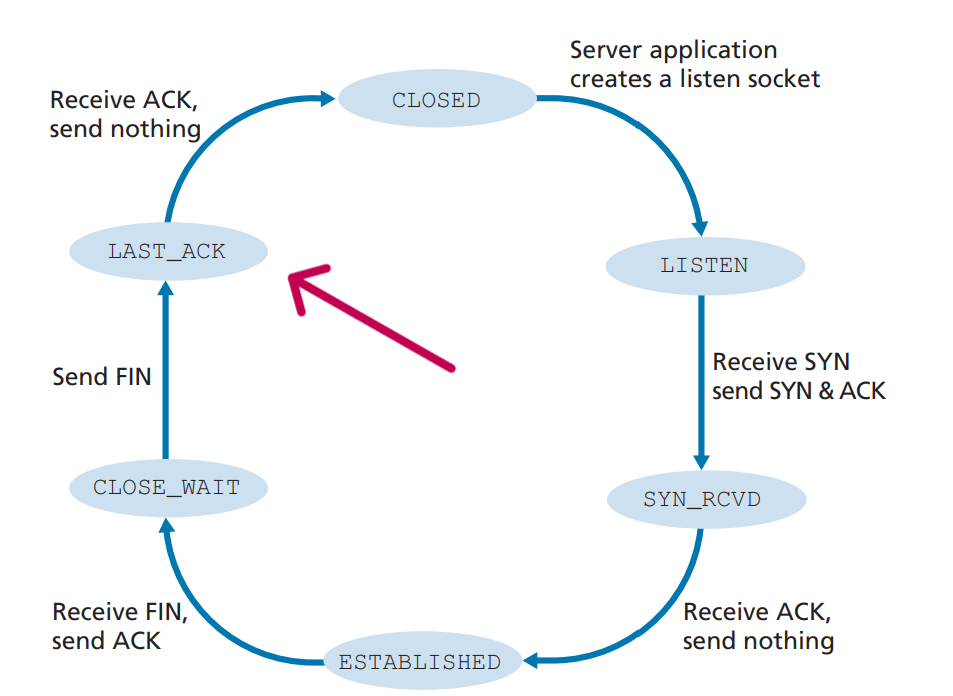 Server application
creates a listen socket
Receive ACK,
send nothing
CLOSED
LAST_ACK
LISTEN
Send FIN
Receive SYN
send SYN & ACK
CLOSE_WAIT
SYN_RCVD
Receive FIN,
send ACK
Receive ACK,
send nothing
ESTABLISHED